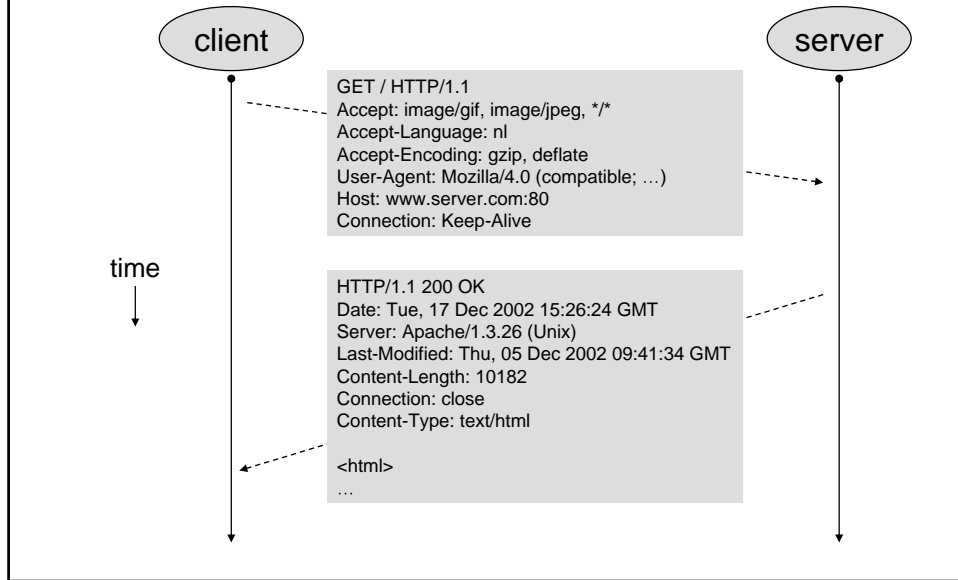 client
server
GET / HTTP/1.1
Accept: image/gif, image/jpeg, */*
Accept-Language: nl
Accept-Encoding: gzip, deflate
User-Agent: Mozilla/4.0 (compatible; …)
Host: www.server.com:80
Connection: Keep-Alive
time
HTTP/1.1 200 OK
Date: Tue, 17 Dec 2002 15:26:24 GMT
Server: Apache/1.3.26 (Unix)
Last-Modified: Thu, 05 Dec 2002 09:41:34 GMT
Content-Length: 10182
Connection: close
Content-Type: text/html
<html>
…